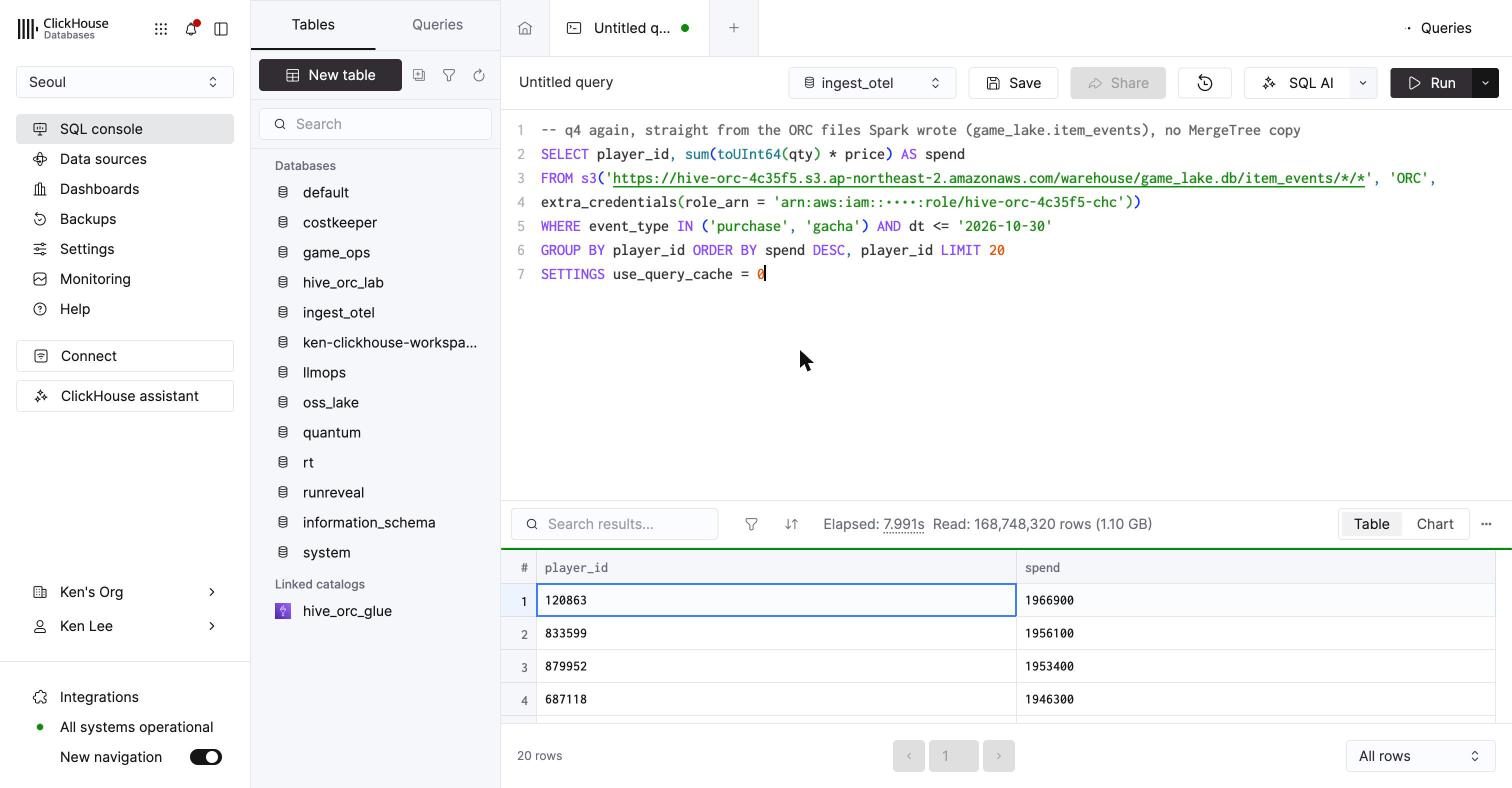 ClickHouse
Databases
Seoul
SQL console
Data sources
Dashboards
Backups
Settings
Monitoring
Help
Connect
ClickHouse assistant
Ken's Org
Ken Lee
Integrations
All systems operational
New navigation
Tables
Queries
New table
Search
Databases
default
costkeeper
game_ops
hive_orc_lab
ingest_otel
ken-clickhouse-workspa...
llmops
oss_lake
quantum
rt
runreveal
information_schema
system
Linked catalogs
hive_orc_glue
Untitled q...
+
· Queries
Untitled query
ingest_otel
Save
Share
SQL AI
Run
1 -- q4 again, straight from the ORC files Spark wrote (game_lake.item_events), no MergeTree copy
2 SELECT player_id, sum(toUInt64(qty) * price) AS spend
3 FROM s3('https://hive-orc-4c35f5.s3.ap-northeast-2.amazonaws.com/warehouse/game_lake.db/item_events/*/*', 'ORC',
4 extra_credentials(role_arn = 'arn:aws:iam::····:role/hive-orc-4c35f5-chc'))
5 WHERE event_type IN ('purchase', 'gacha') AND dt <= '2026-10-30'
6 GROUP BY player_id ORDER BY spend DESC, player_id LIMIT 20
7 SETTINGS use_query_cache = 0
Search results...
Elapsed: 7.991s Read: 168,748,320 rows (1.10 GB)
Table
Chart
# player_id spend
1 120863 1966900
2 833599 1956100
3 879952 1953400
4 687118 1946300
20 rows
‹ 1 ›
All rows